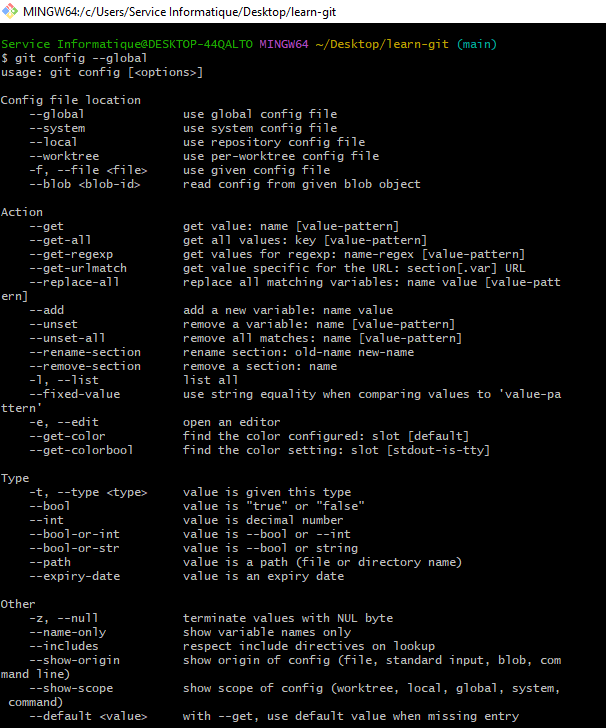 MINGW64:/c/Users/Service Informatique/Desktop/learn-git
Service Informatique@DESKTOP-44QALTO MINGW64 ~/Desktop/learn-git (main)
$ git config --global
usage: git config [<options>]
Config file location
--global use global config file
--system use system config file
--local use repository config file
--worktree use per-worktree config file
-f, --file <file> use given config file
--blob <blob-id> read config from given blob object
Action
--get get value: name [value-pattern]
--get-all get all values: key [value-pattern]
--get-regexp get values for regexp: name-regex [value-pattern]
--get-urlmatch get value specific for the URL: section[.var] URL
--replace-all replace all matching variables: name value [value-patt
ern]
--add add a new variable: name value
--unset remove a variable: name [value-pattern]
--unset-all remove all matches: name [value-pattern]
--rename-section rename section: old-name new-name
--remove-section remove a section: name
-l, --list list all
--fixed-value use string equality when comparing values to 'value-pa
ttern'
-e, --edit open an editor
--get-color find the color configured: slot [default]
--get-colorbool find the color setting: slot [stdout-is-tty]
Type
-t, --type <type> value is given this type
--bool value is "true" or "false"
--int value is decimal number
--bool-or-int value is --bool or --int
--bool-or-str value is --bool or string
--path value is a path (file or directory name)
--expiry-date value is an expiry date
Other
-z, --null terminate values with NUL byte
--name-only show variable names only
--includes respect include directives on lookup
--show-origin show origin of config (file, standard input, blob, com
mand line)
--show-scope show scope of config (worktree, local, global, system,
command)
--default <value> with --get, use default value when missing entry